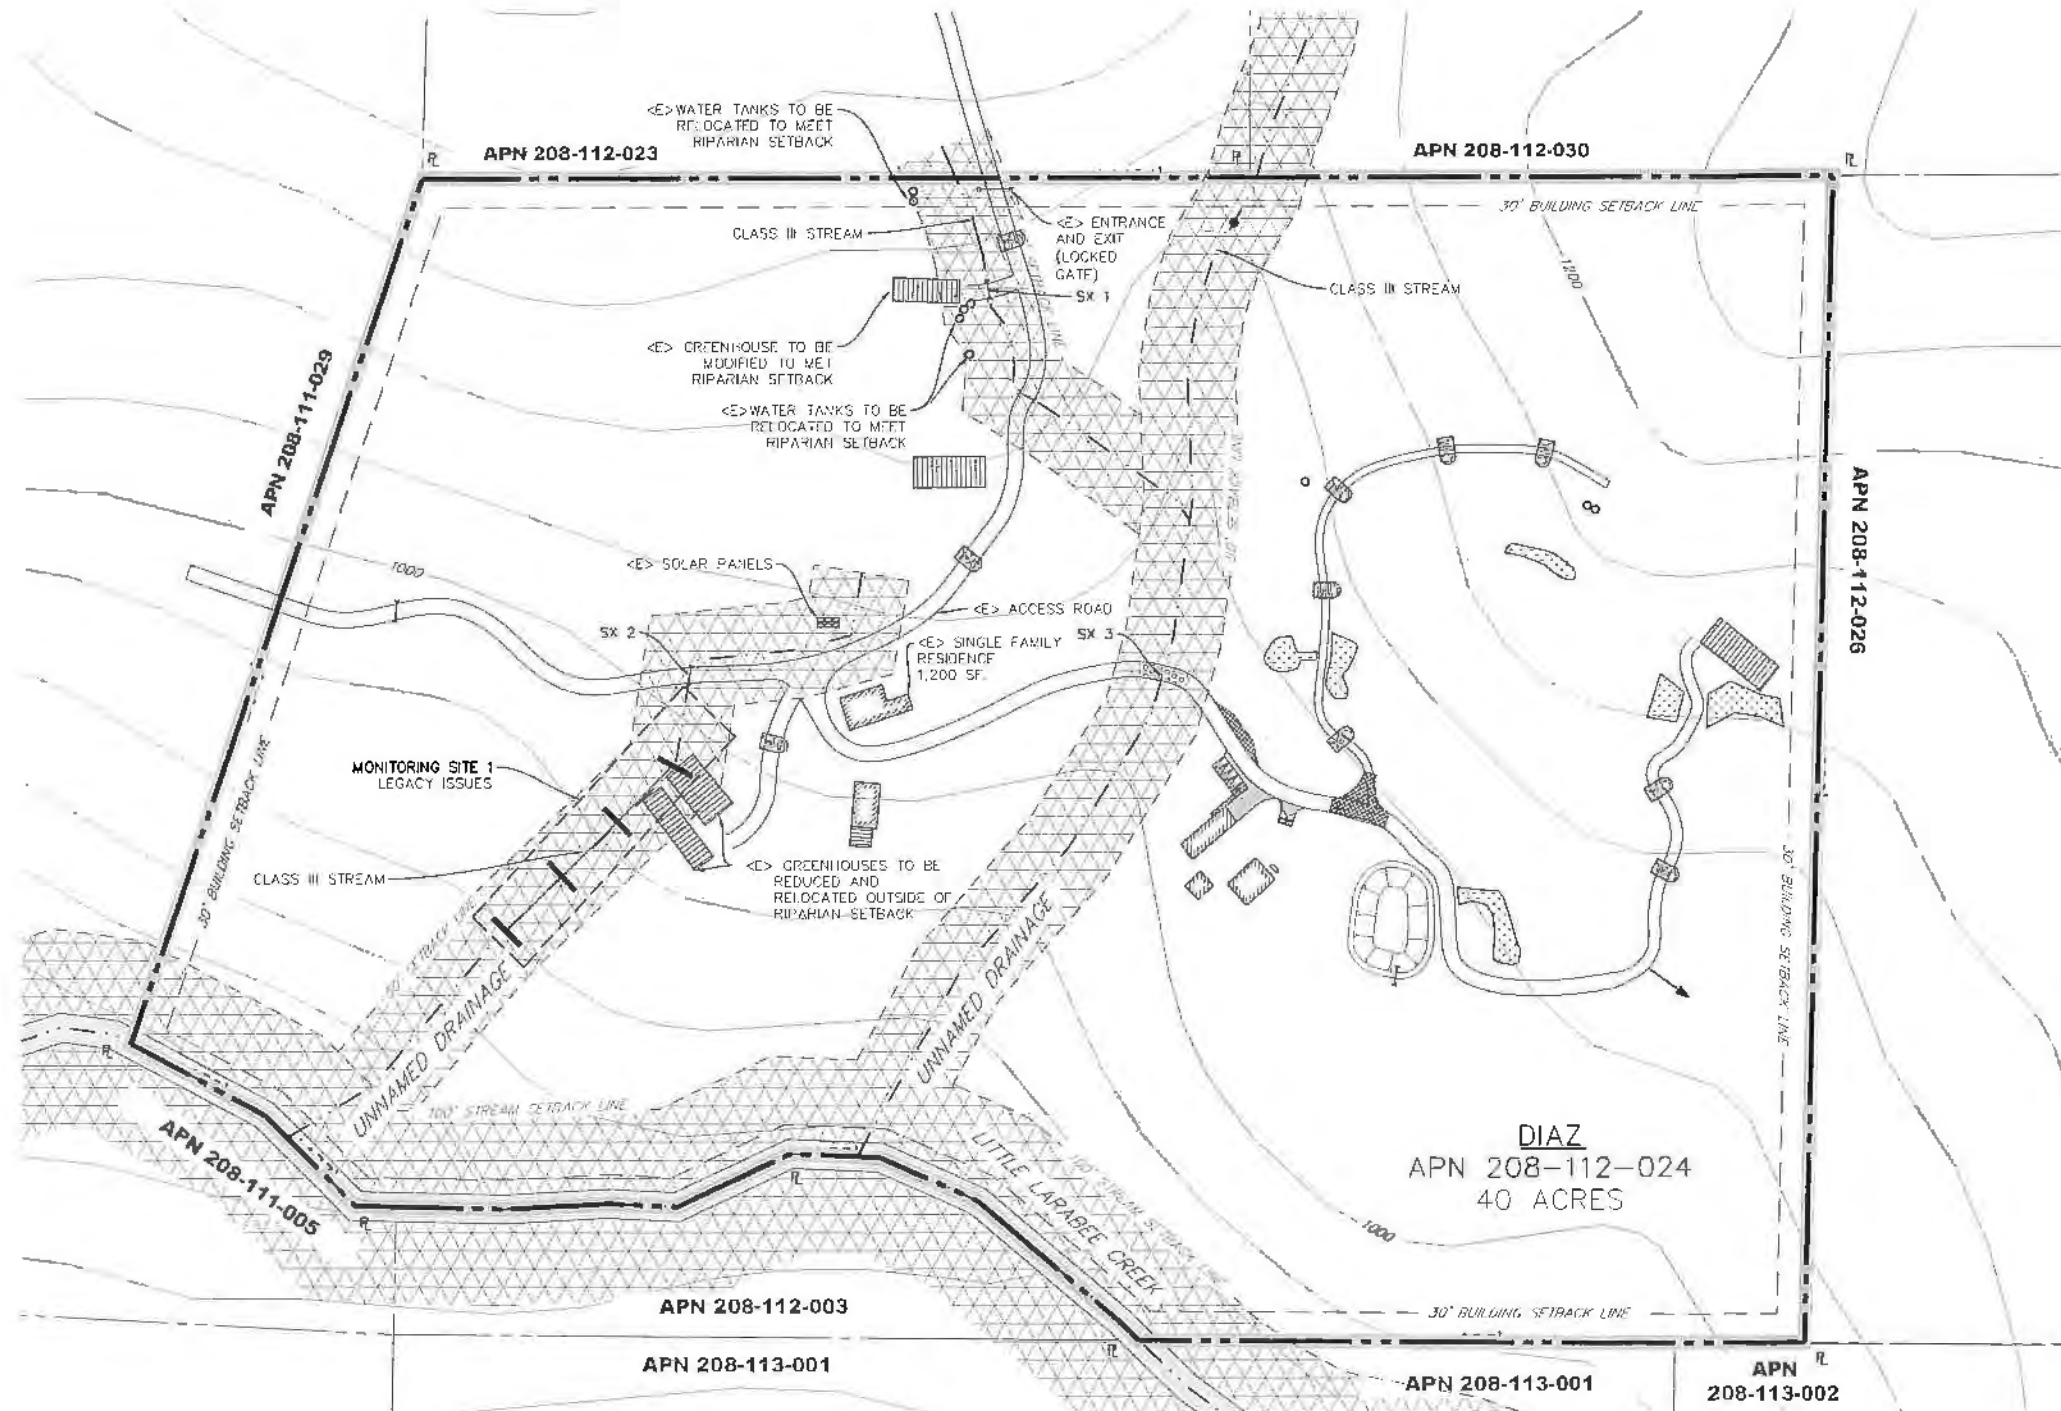 <E> WATER TANKS TO BE
RELOCATED TO MEET
RIPARIAN SETBACK
APN 208-112-023
APN 208-112-030
30' BUILDING SETBACK LINE
CLASS III STREAM
<E> ENTRANCE
AND EXIT
(LOCKED
GATE)
SX 1
CLASS III STREAM
1200
<E> GREENHOUSE TO BE
MODIFIED TO MET
RIPARIAN SETBACK
<E> WATER TANKS TO BE
RELOCATED TO MEET
RIPARIAN SETBACK
APN 208-111-029
APN 208-112-026
1000
<E> SOLAR PANELS
<E> ACCESS ROAD
SX 2
<E> SINGLE FAMILY
RESIDENCE
1,200 SF
SX 3
MONITORING SITE 1
LEGACY ISSUES
30' BUILDING SETBACK LINE
CLASS III STREAM
<E> GREENHOUSES TO BE
REDUCED AND
RELOCATED OUTSIDE OF
RIPARIAN SETBACK
30' BUILDING SETBACK LINE
UNNAMED DRAINAGE
UNNAMED DRAINAGE
100' STREAM SETBACK LINE
APN 208-111-005
LITTLE LARABEE CREEK
100' STREAM SETBACK LINE
DIAZ
APN 208-112-024
40 ACRES
1000
APN 208-112-003
30' BUILDING SETBACK LINE
APN 208-113-001
APN 208-113-001
APN
208-113-002